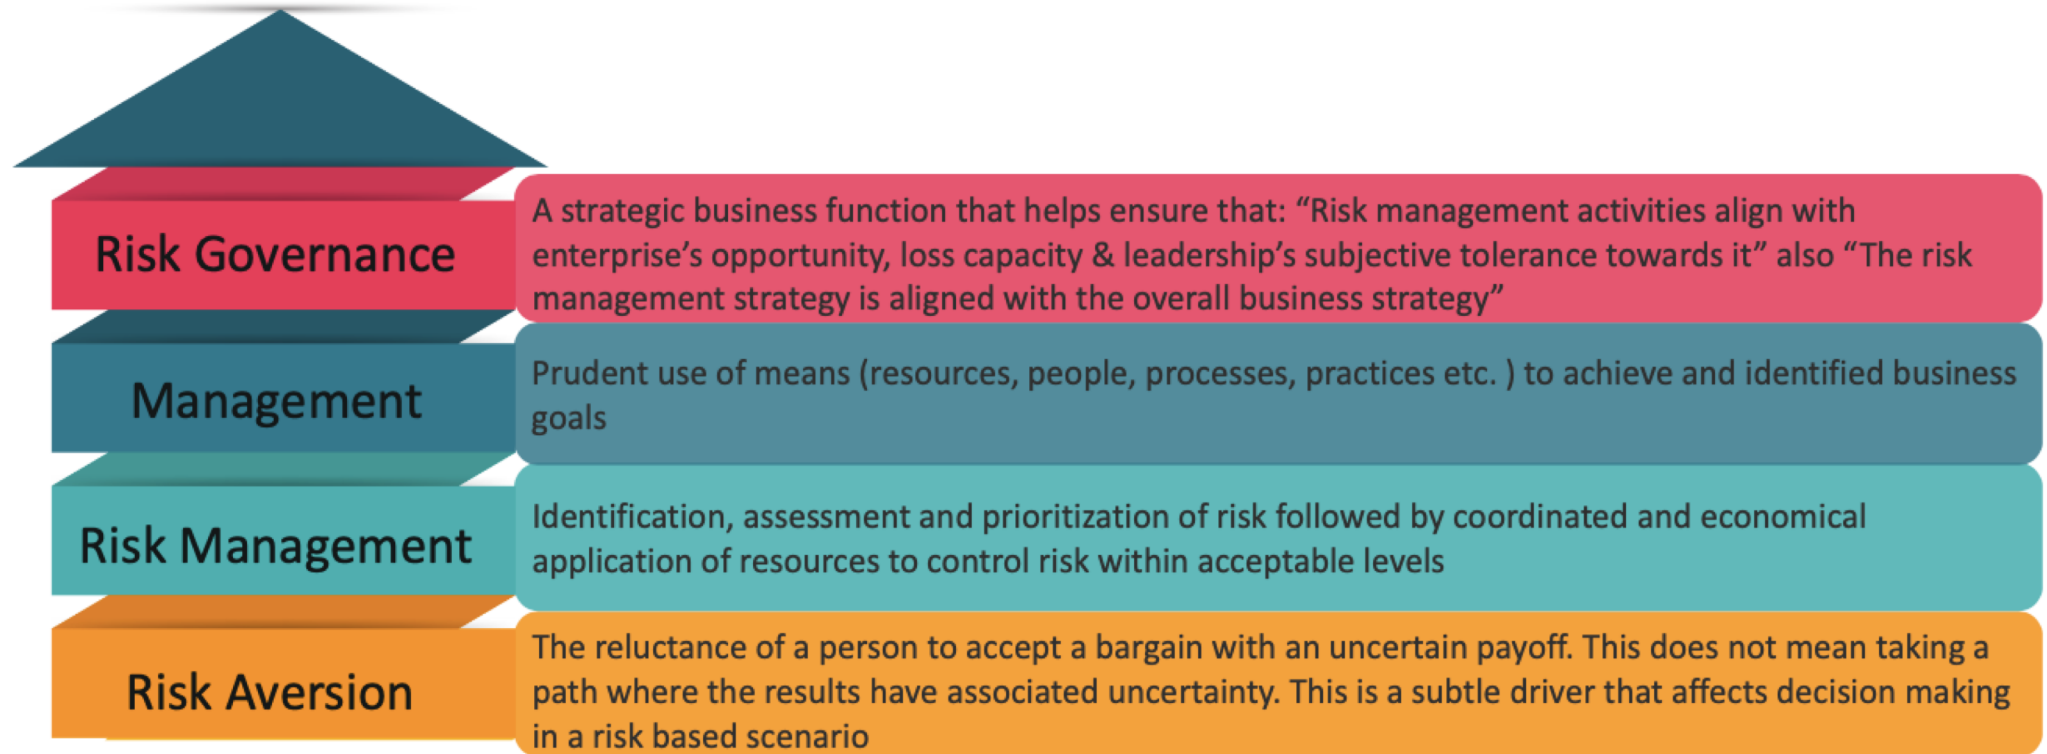 Risk Governance
A strategic business function that helps ensure that: “Risk management activities align with
enterprise’s opportunity, loss capacity & leadership’s subjective tolerance towards it” also “The risk
management strategy is aligned with the overall business strategy”
Management
Prudent use of means (resources, people, processes, practices etc. ) to achieve and identified business
goals
Risk Management
Identification, assessment and prioritization of risk followed by coordinated and economical
application of resources to control risk within acceptable levels
Risk Aversion
The reluctance of a person to accept a bargain with an uncertain payoff. This does not mean taking a
path where the results have associated uncertainty. This is a subtle driver that affects decision making
in a risk based scenario